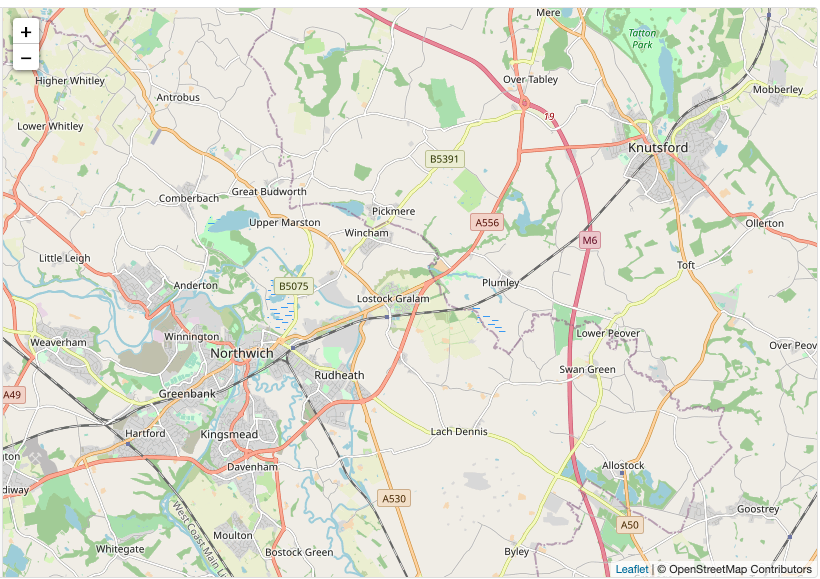 Mere
+
Tatton
Park
−
Higher Whitley
Over Tabley
Mobberley
Antrobus
19
Lower Whitley
Knutsford
B5391
Great Budworth
Comberbach
Pickmere
Upper Marston
A556
Ollerton
Wincham
M6
Little Leigh
Toft
Anderton
B5075
Plumley
Lostock Gralam
Winnington
Lower Peover
Weaverham
Over Peov
Northwich
Swan Green
Rudheath
A49
Greenbank
Hartford
Kingsmead
Lach Dennis
gton
Davenham
Allostock
diway
A530
West Coast Main Li
Goostrey
A50
Moulton
Whitegate
Bostock Green
Byley
Leaflet | © OpenStreetMap Contributors